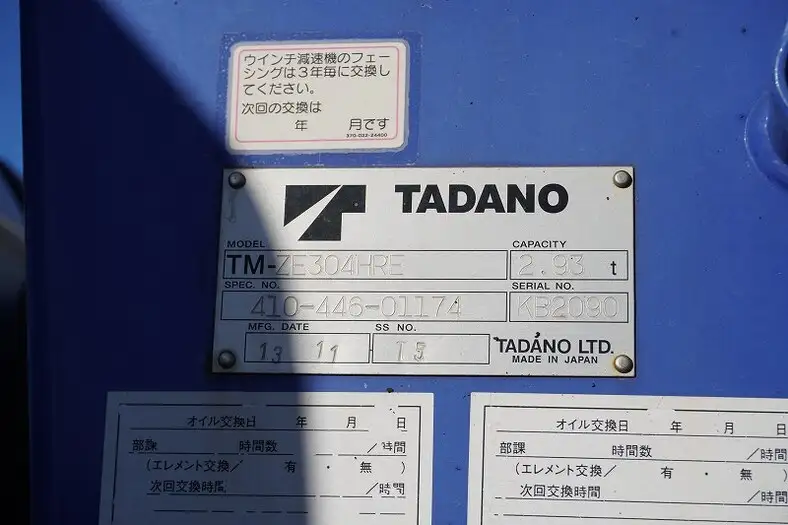 ウインチ減速機のフェー
シングは3年毎に交換し
てください。
次回の交換は
年 月です
370-022-24400
TADANO
MODEL CAPACITY
TM-ZE304HRE 2.93 t
SPEC. NO. SERIAL NO.
410-446-01174 KB2090
MFG. DATE SS NO.
13 11 15 TADANO LTD.
MADE IN JAPAN
オイル交換日 年 月 日
部課 時間数 /時間
(エレメント交換/ 有 ・ 無 )
次回交換時間 /時間
オイル交換日 年 月 日
部課 時間数 /時間
(エレメント交換/ 有 ・ 無 )
次回交換時間 /時間